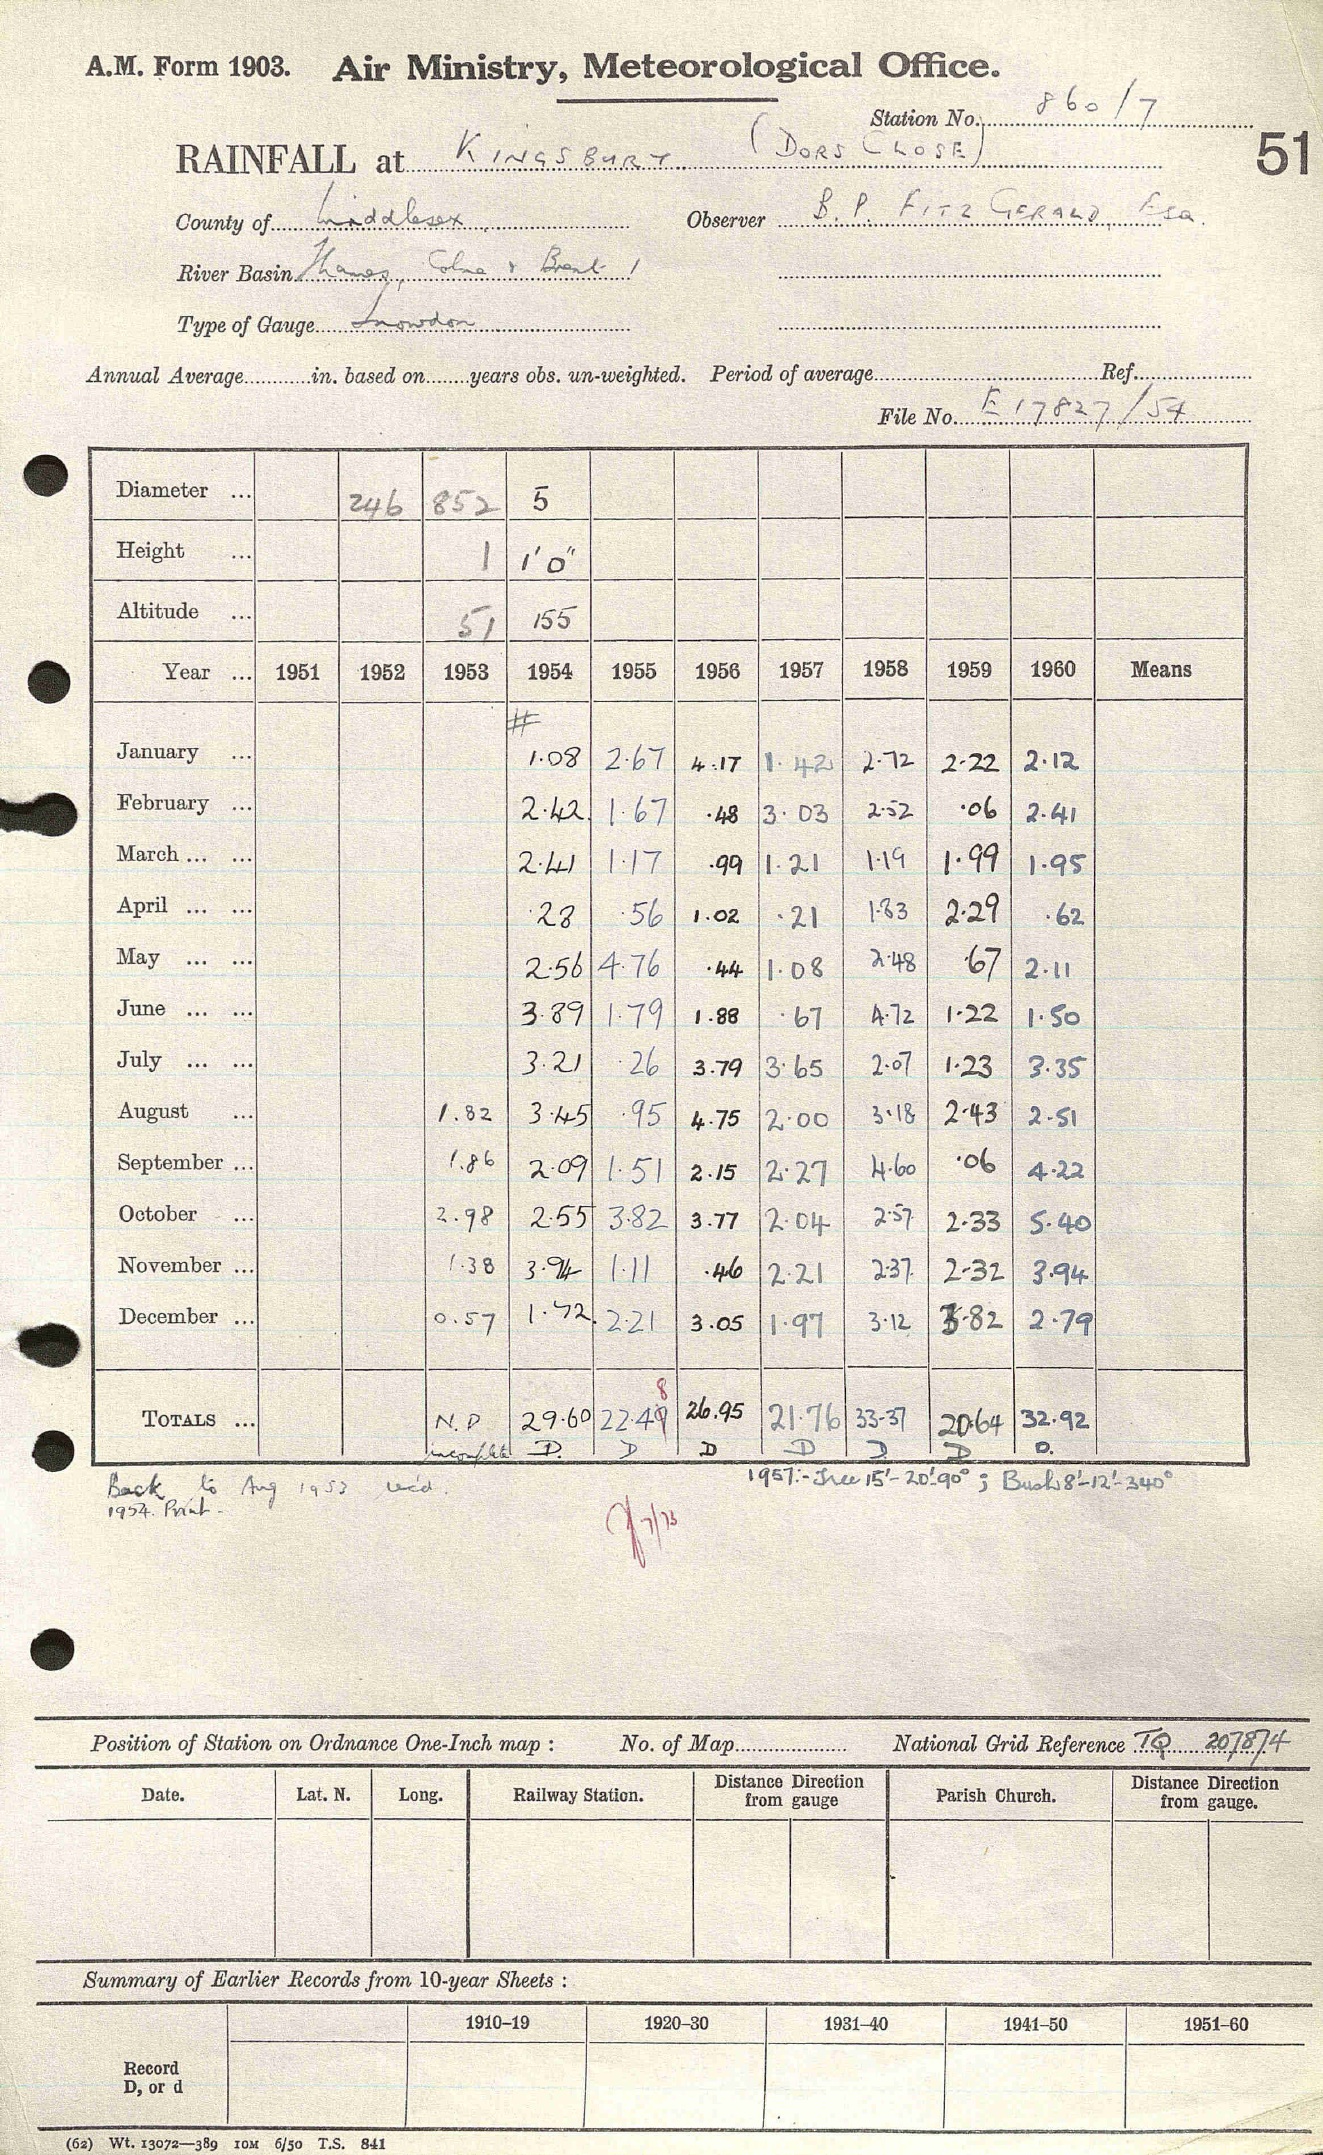 A.M. Form 1903. Air Ministry, Meteorological Office.
Station No. 860/7
51
RAINFALL at KINGSBURY (DORS CLOSE)
County of Middlesex Observer B. P. FITZ GERALD, Esq.
River Basin Thames, Colne & Brent /
Type of Gauge Snowdon
Annual Average............in. based on........years obs. un-weighted. Period of average............Ref............
File No. E 17827/54
Diameter ... 246 852 5
Height ... 1 1'0"
Altitude ... 51 155
Year ... 1951 1952 1953 1954 1955 1956 1957 1958 1959 1960 Means
#
January ... 1.08 2.67 4.17 1.42 2.72 2.22 2.12
February ... 2.42 1.67 .48 3.03 2.52 .06 2.41
March ... ... 2.41 1.17 .99 1.21 1.19 1.99 1.95
April ... ... .28 .56 1.02 .21 1.83 2.29 .62
May ... ... 2.56 4.76 .44 1.08 2.48 .67 2.11
June ... ... 3.89 1.79 1.88 .67 4.72 1.22 1.50
July ... ... 3.21 .26 3.79 3.65 2.07 1.23 3.35
August ... 1.82 3.45 .95 4.75 2.00 3.18 2.43 2.51
September ... 1.86 2.09 1.51 2.15 2.27 4.60 .06 4.22
October ... 2.98 2.55 3.82 3.77 2.04 2.57 2.33 5.40
November ... 1.38 3.94 1.11 .46 2.21 2.37 2.32 3.94
December ... 0.57 1.72 2.21 3.05 1.97 3.12 3.82 2.79
8
TOTALS ... N.P 29.60 22.49 26.95 21.76 33.37 20.64 32.92
incomplete D. D D D D D D.
Back to Aug 1953 rec'd. 1957:- Tree 15'-20'-90° ; Bush 8'-12'-340°
1954. Print -
7/73
Position of Station on Ordnance One-Inch map : No. of Map............ National Grid Reference TQ 207874
Date. Lat. N. Long. Railway Station. Distance from gauge Direction Parish Church. Distance from gauge. Direction
Summary of Earlier Records from 10-year Sheets :
1910–19 1920–30 1931–40 1941–50 1951–60
Record
D, or d
(62) Wt. 13072—389 10M 6/50 T.S. 841